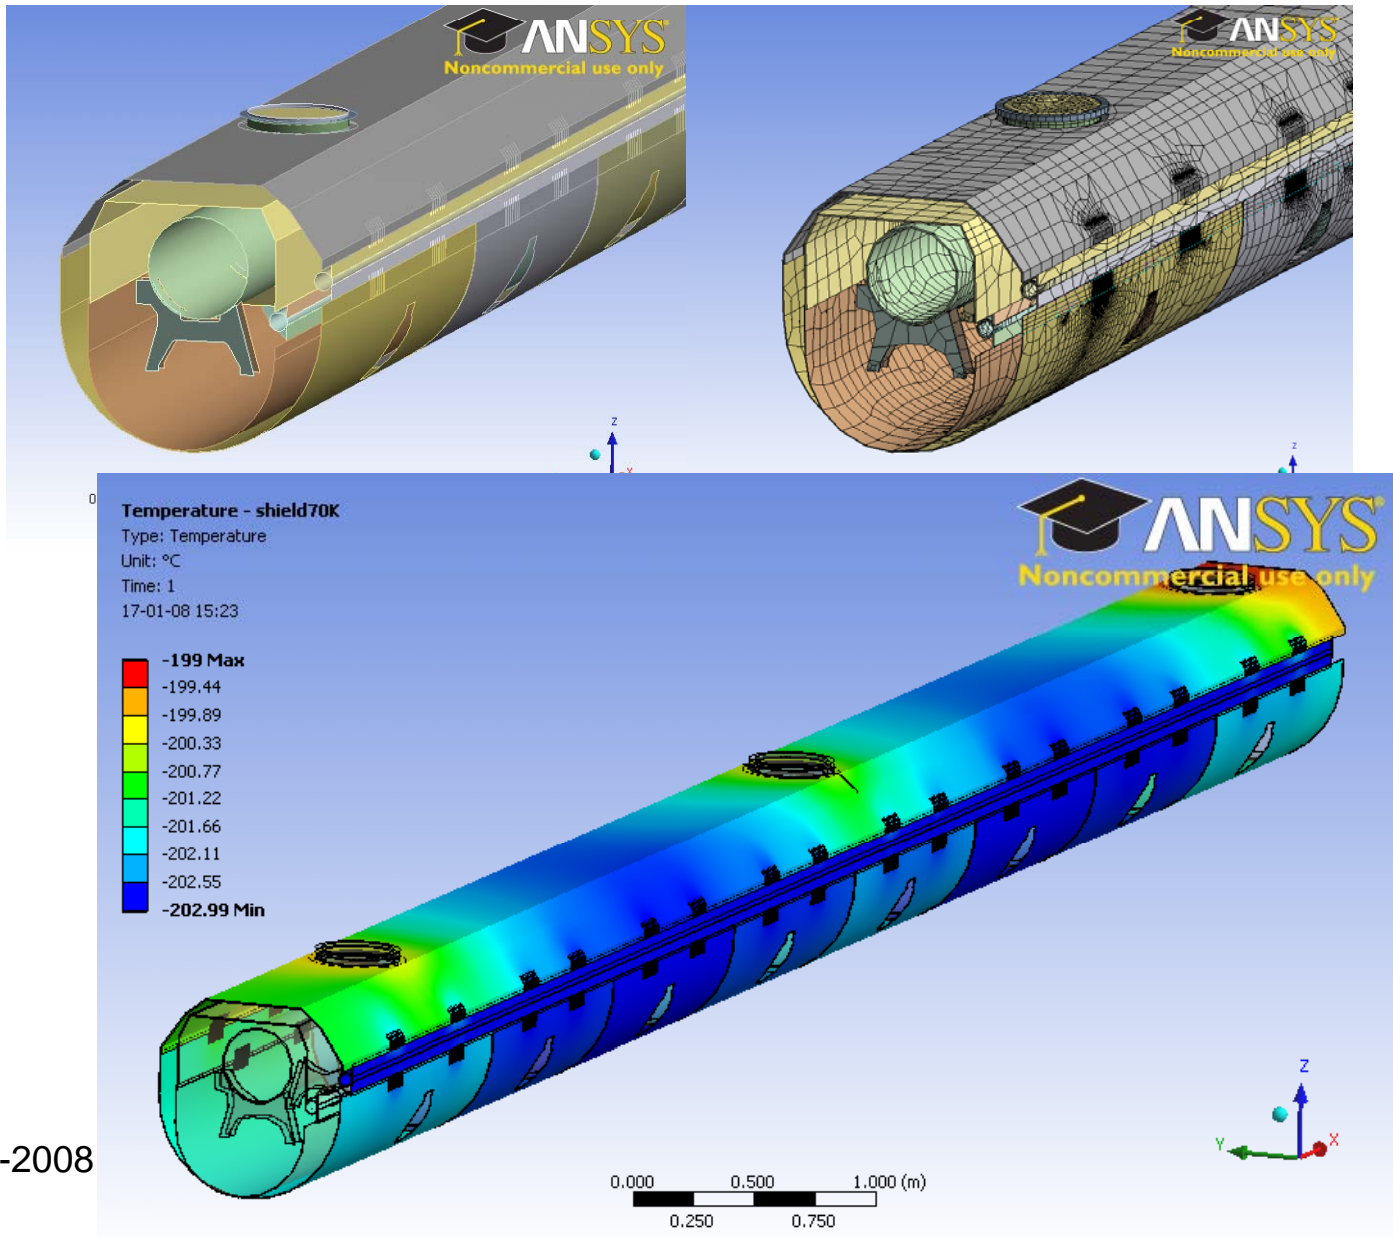 ANSYS
Noncommercial use only
ANSYS
Noncommercial use only
z
x
z
0
Temperature - shield70K
Type: Temperature
Unit: °C
Time: 1
17-01-08 15:23
ANSYS
Noncommercial use only
-199 Max
-199.44
-199.89
-200.33
-200.77
-201.22
-201.66
-202.11
-202.55
-202.99 Min
Z
Y
X
-2008
0.000 0.500 1.000 (m)
0.250 0.750